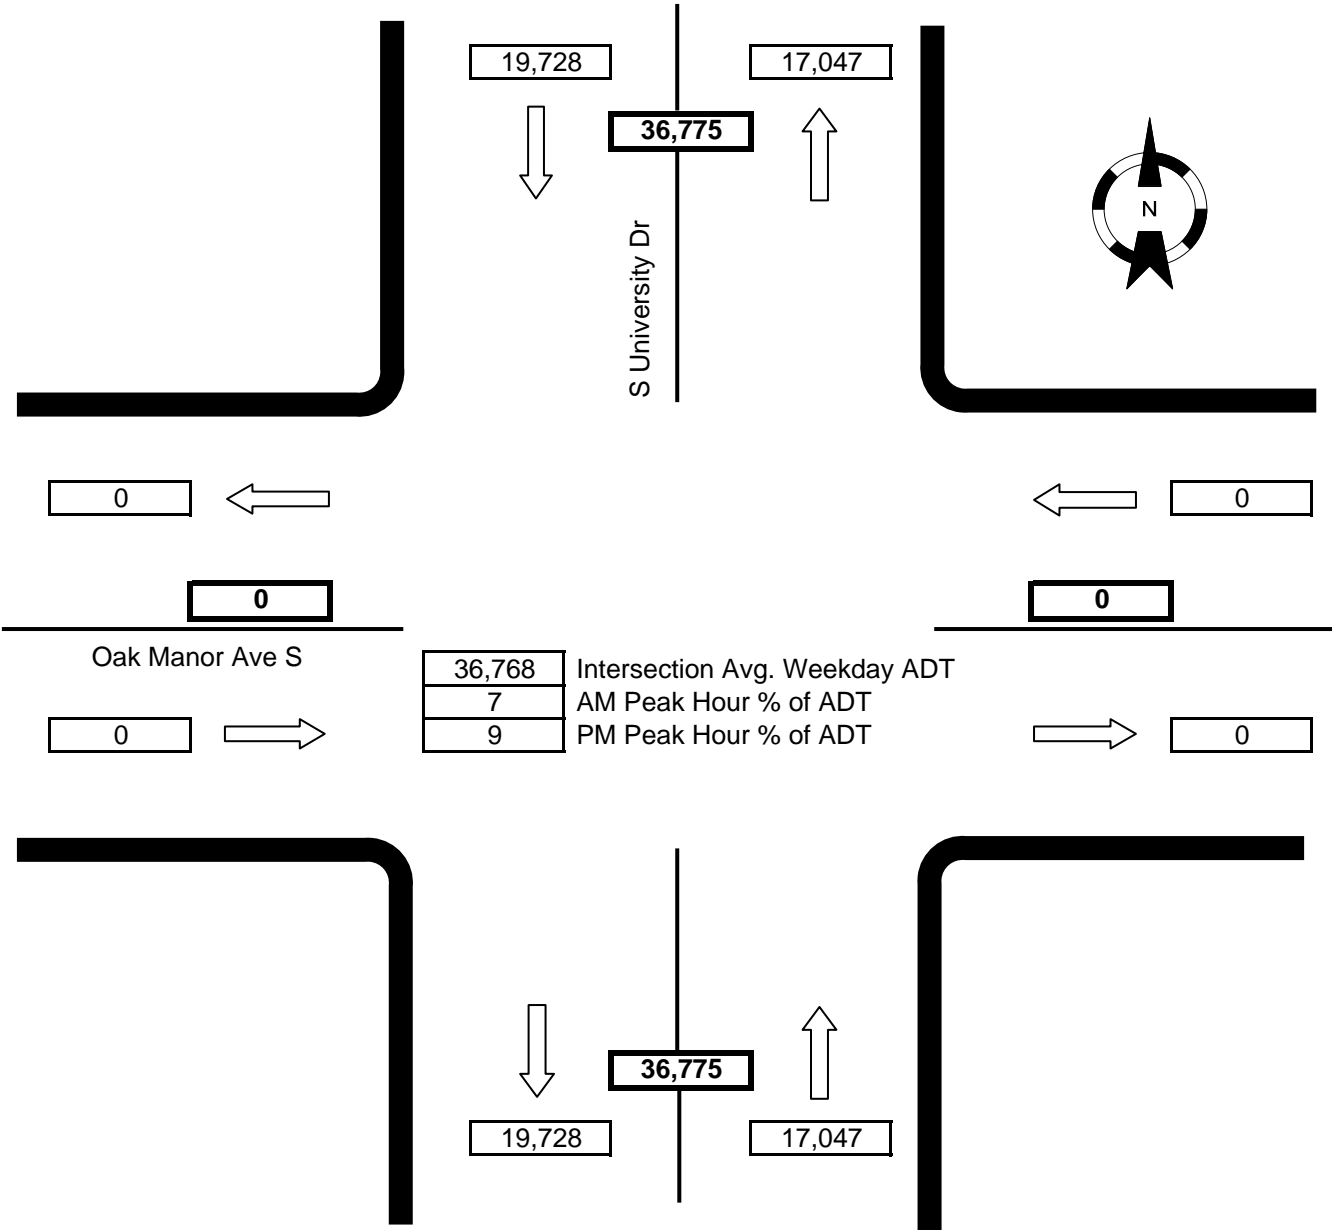 19,728
17,047
36,775
N
S University Dr
0
0
0
0
Oak Manor Ave S
36,768 Intersection Avg. Weekday ADT
7 AM Peak Hour % of ADT
9 PM Peak Hour % of ADT
0
0
36,775
19,728
17,047